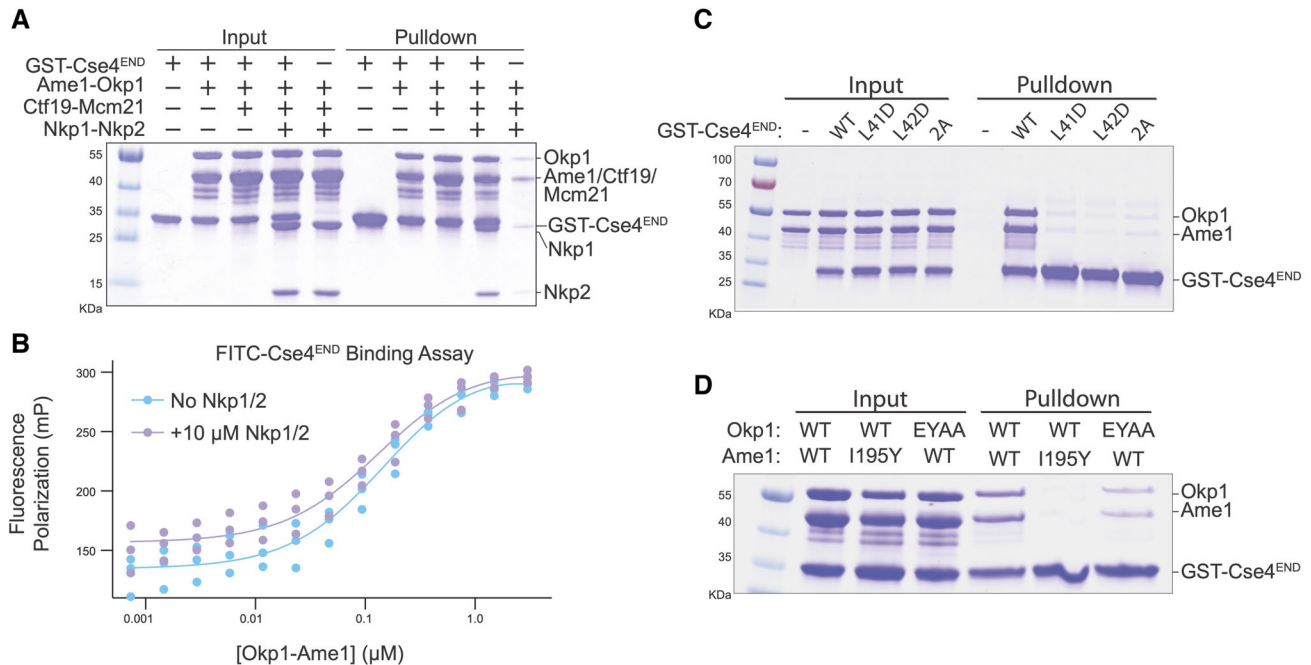 A
Input Pulldown
GST-Cse4END + + + + − + + + + −
Ame1-Okp1 − + + + + − + + + +
Ctf19-Mcm21 − − + + + − − + + +
Nkp1-Nkp2 − − − + + − − − + +
55
40
35
25
15
KDa
Okp1
Ame1/Ctf19/
Mcm21
GST-Cse4END
Nkp1
Nkp2
B
FITC-Cse4END Binding Assay
No Nkp1/2
+10 µM Nkp1/2
Fluorescence
Polarization (mP)
300
250
200
150
0.001 0.01 0.1 1.0
[Okp1-Ame1] (µM)
C
Input Pulldown
GST-Cse4END: - WT L41D L42D 2A - WT L41D L42D 2A
100
70
55
40
35
25
KDa
Okp1
Ame1
GST-Cse4END
D
Input Pulldown
Okp1: WT WT EYAA WT WT EYAA
Ame1: WT I195Y WT WT I195Y WT
55
40
35
KDa
Okp1
Ame1
GST-Cse4END